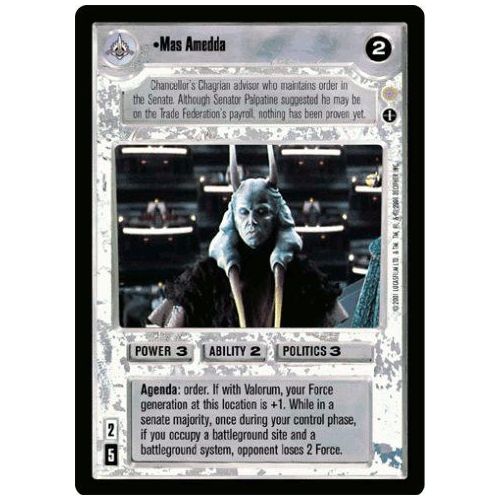 •Mas Amedda
2
Chancellor's Chagrian advisor who maintains order in
the Senate. Although Senator Palpatine suggested he may be
on the Trade Federation's payroll, nothing has been proven yet.
POWER 3
ABILITY 2
POLITICS 3
Agenda: order. If with Valorum, your Force
generation at this location is +1. While in a
senate majority, once during your control phase,
if you occupy a battleground site and a
battleground system, opponent loses 2 Force.
2
5